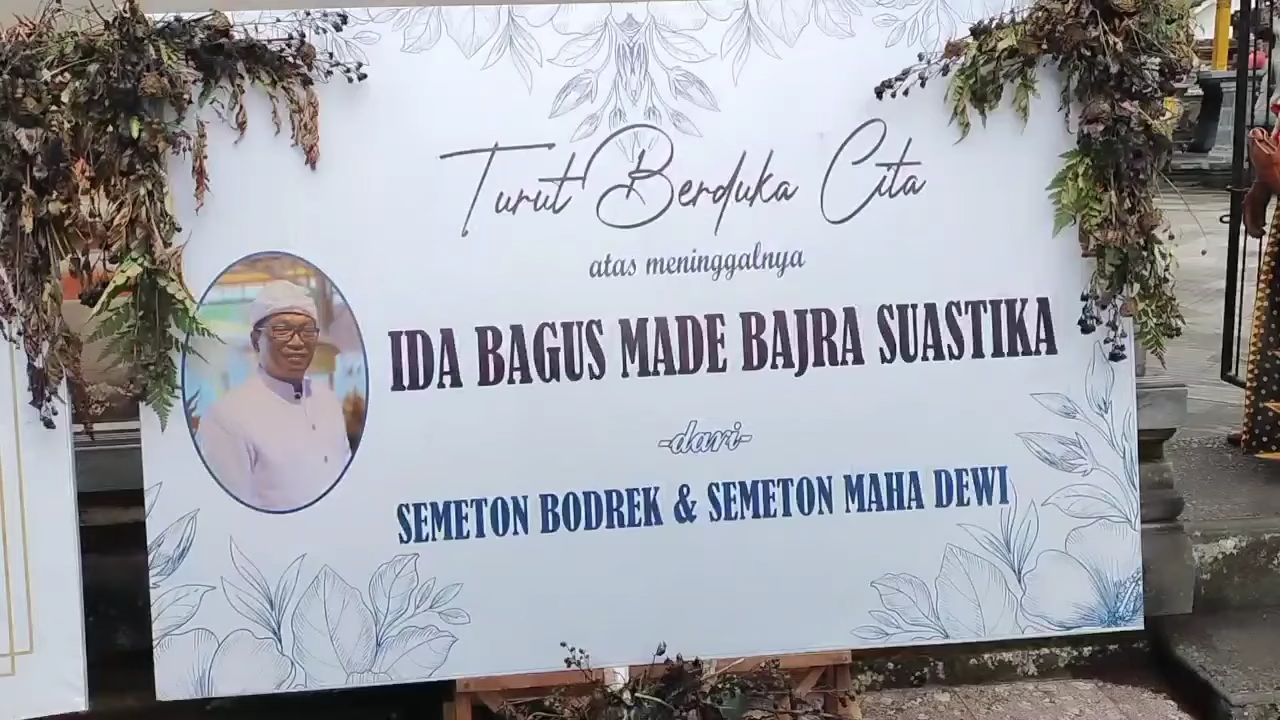 Turut Berduka Cita
atas meninggalnya
IDA BAGUS MADE BAJRA SUASTIKA
-dari-
SEMETON BODREK & SEMETON MAHA DEWI